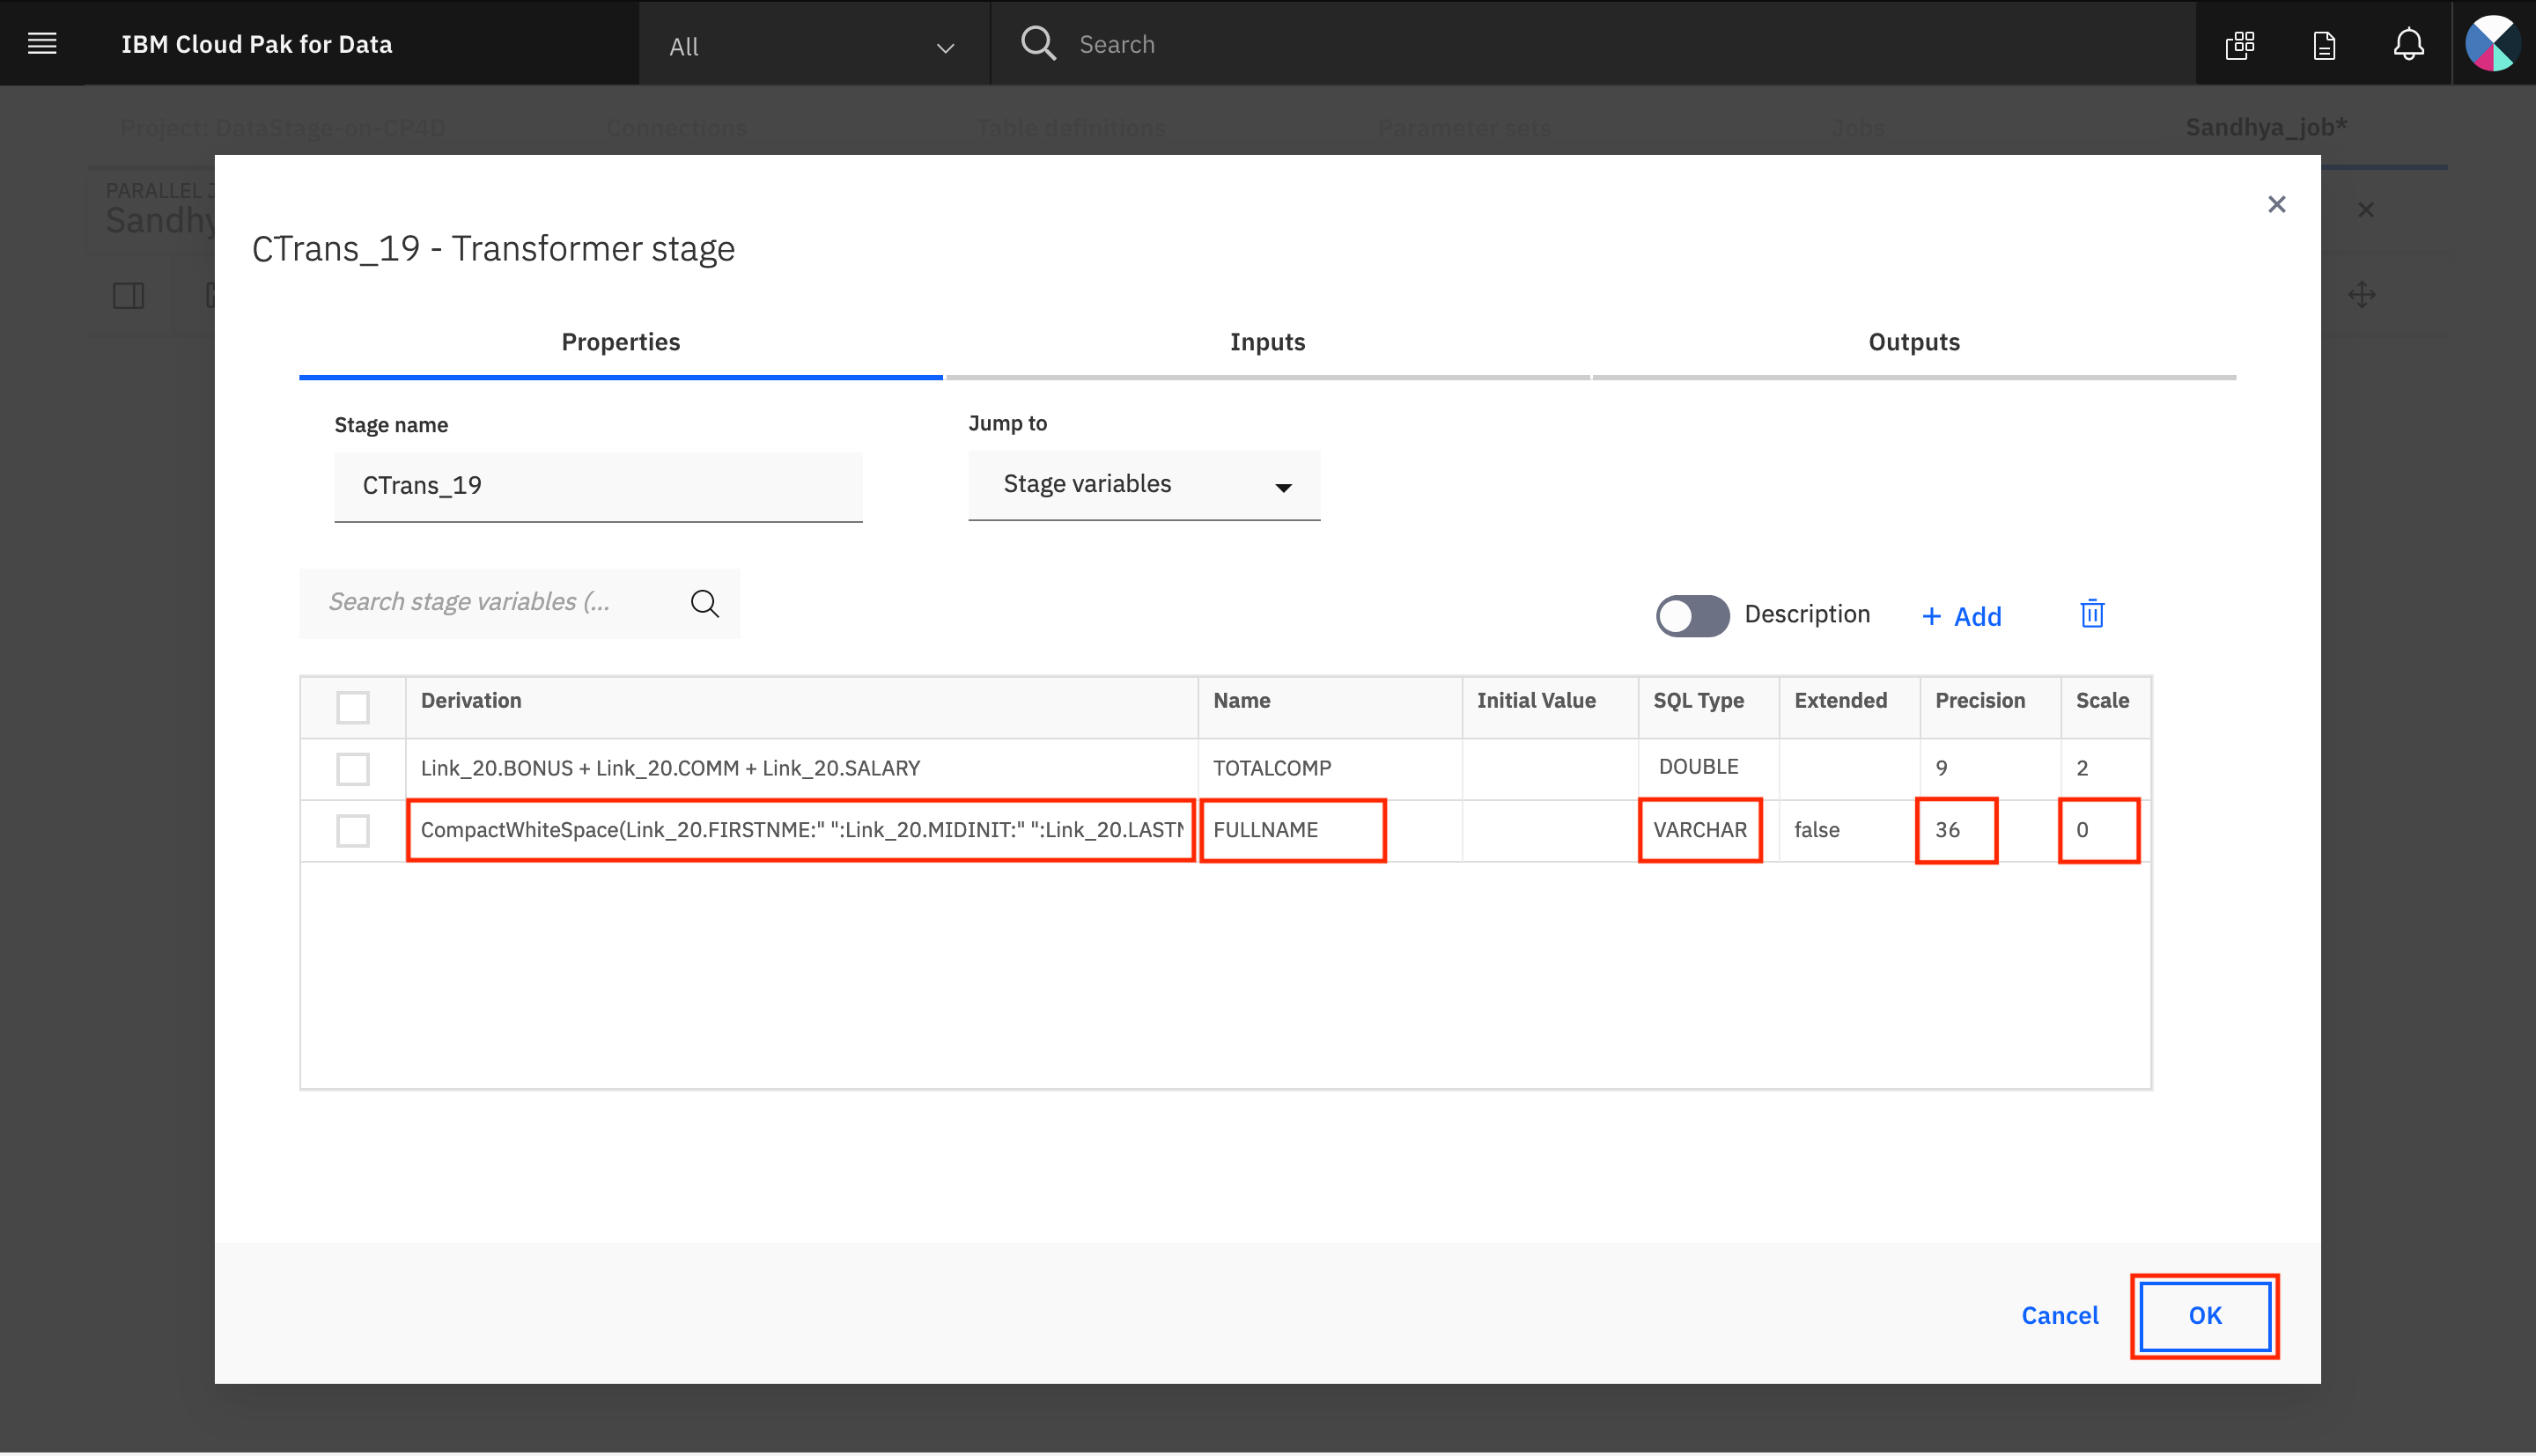 IBM Cloud Pak for Data
All
Search
Project: DataStage-on-CP4D Connections Table definitions Parameter sets Jobs Sandhya_job*
PARALLEL J
Sandhy
CTrans_19 - Transformer stage
Properties Inputs Outputs
Stage name Jump to
CTrans_19 Stage variables
Search stage variables (...
Description + Add
Derivation Name Initial Value SQL Type Extended Precision Scale
Link_20.BONUS + Link_20.COMM + Link_20.SALARY TOTALCOMP DOUBLE 9 2
CompactWhiteSpace(Link_20.FIRSTNME:" ":Link_20.MIDINIT:" ":Link_20.LASTN FULLNAME VARCHAR false 36 0
Cancel OK